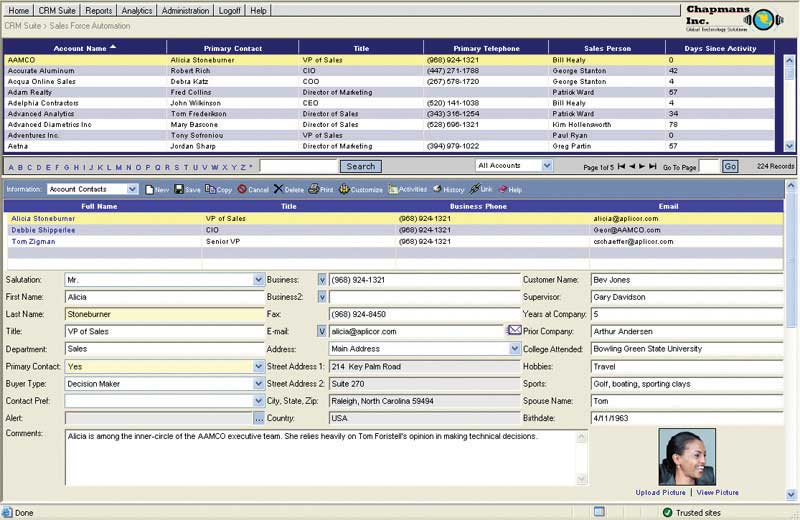 Home CRM Suite Reports Analytics Administration Logoff Help
Chapmans
Inc.
Global Technology Solutions
CRM Suite > Sales Force Automation
Account Name Primary Contact Title Primary Telephone Sales Person Days Since Activity
AAMCO Alicia Stoneburner VP of Sales (968) 924-1321 Bill Healy 0
Accurate Aluminum Robert Rich CIO (447) 271-1788 George Stanton 42
Acqua Online Sales Debra Katz COO (267) 578-1720 George Stanton 4
Adam Realty Fred Collins Director of Marketing Patrick Ward 57
Adelphia Contractors John Wilkinson CEO (520) 141-1038 Bill Healy 4
Advanced Analytics Tom Frederikson Director of Sales (343) 316-1254 Patrick Ward 34
Advanced Diametrics Inc Mary Bascone Director of Sales (528) 696-1321 Kim Hollensworth 78
Adventures Inc. Tony Sofroniou VP of Sales Paul Ryan 0
Aetna Jordan Sharp Director of Marketing (394) 979-1022 Greg Partin 57
A B C D E F G H I J K L M N O P Q R S T U V W X Y Z * Search All Accounts Page 1of 5 Go To Page Go 224 Records
Information: Account Contacts New Save Copy Cancel Delete Print Customize Activities History Link Help
Full Name Title Business Phone Email
Alicia Stoneburner VP of Sales (968) 924-1321 alicia@aplicor.com
Debbie Shipperlee CIO (968) 924-1321 Geor@AAMCO.com
Tom Zigman Senior VP (968) 924-1321 cschaeffer@aplicor.com
Salutation: Mr. Business: V (968) 924-1321 Customer Name: Bev Jones
First Name: Alicia Business2: V Supervisor: Gary Davidson
Last Name: Stoneburner Fax: (968) 924-8450 Years at Company: 5
Title: VP of Sales E-mail: V alicia@aplicor.com Prior Company: Arthur Andersen
Department: Sales Address: Main Address College Attended: Bowling Green State University
Primary Contact: Yes Street Address 1: 214 Key Palm Road Hobbies: Travel
Buyer Type: Decision Maker Street Address 2: Suite 270 Sports: Golf, boating, sporting clays
Contact Pref: City, State, Zip: Raleigh, North Carolina 59494 Spouse Name: Tom
Alert: ... Country: USA Birthdate: 4/11/1963
Comments: Alicia is among the inner-circle of the AAMCO executive team. She relies heavily on Tom Foristell's opinion in making technical decisions.
Upload Picture | View Picture
Done Trusted sites